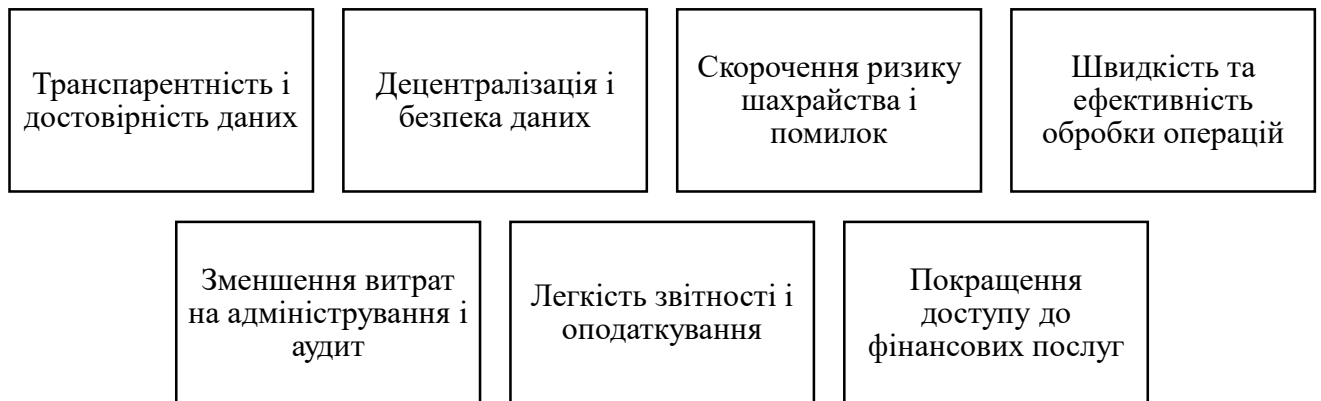 Транспарентність і
достовірність даних
Децентралізація і
безпека даних
Скорочення ризику
шахрайства і
помилок
Швидкість та
ефективність
обробки операцій
Зменшення витрат
на адміністрування і
аудит
Легкість звітності і
оподаткування
Покращення
доступу до
фінансових послуг